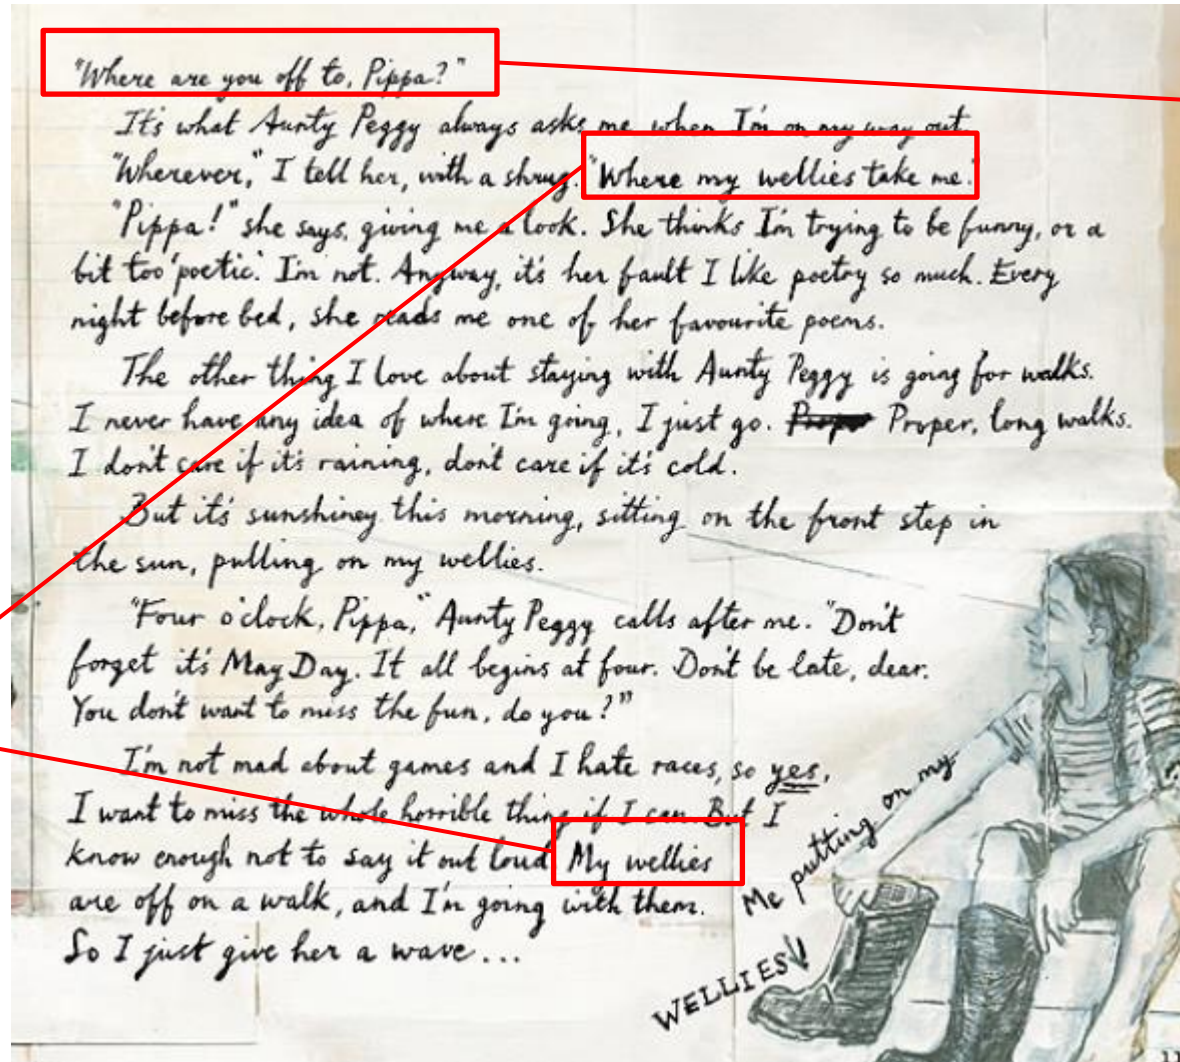 "Where are you off to, Pippa?"
It's what Aunty Peggy always asks me when I'm on my way out.
"Wherever," I tell her, with a shrug. "Where my wellies take me."
"Pippa!" she says, giving me a look. She thinks I'm trying to be funny, or a
bit too 'poetic'. I'm not. Anyway, it's her fault I like poetry so much. Every
night before bed, she reads me one of her favourite poems.
The other thing I love about staying with Aunty Peggy is going for walks.
I never have any idea of where I'm going, I just go. Proper, long walks.
I don't care if it's raining, don't care if it's cold.
But it's sunshiney this morning, sitting on the front step in
the sun, pulling on my wellies.
"Four o'clock, Pippa," Aunty Peggy calls after me. "Don't
forget it's May Day. It all begins at four. Don't be late, dear.
You don't want to miss the fun, do you?"
I'm not mad about games and I hate races, so yes,
I want to miss the whole horrible thing if I can. But I
know enough not to say it out loud. My wellies
are off on a walk, and I'm going with them.
So I just give her a wave...
Me putting on my
WELLIES
11